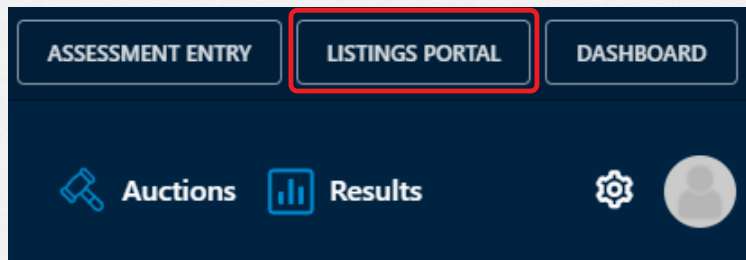 ASSESSMENT ENTRY LISTINGS PORTAL DASHBOARD
Auctions Results